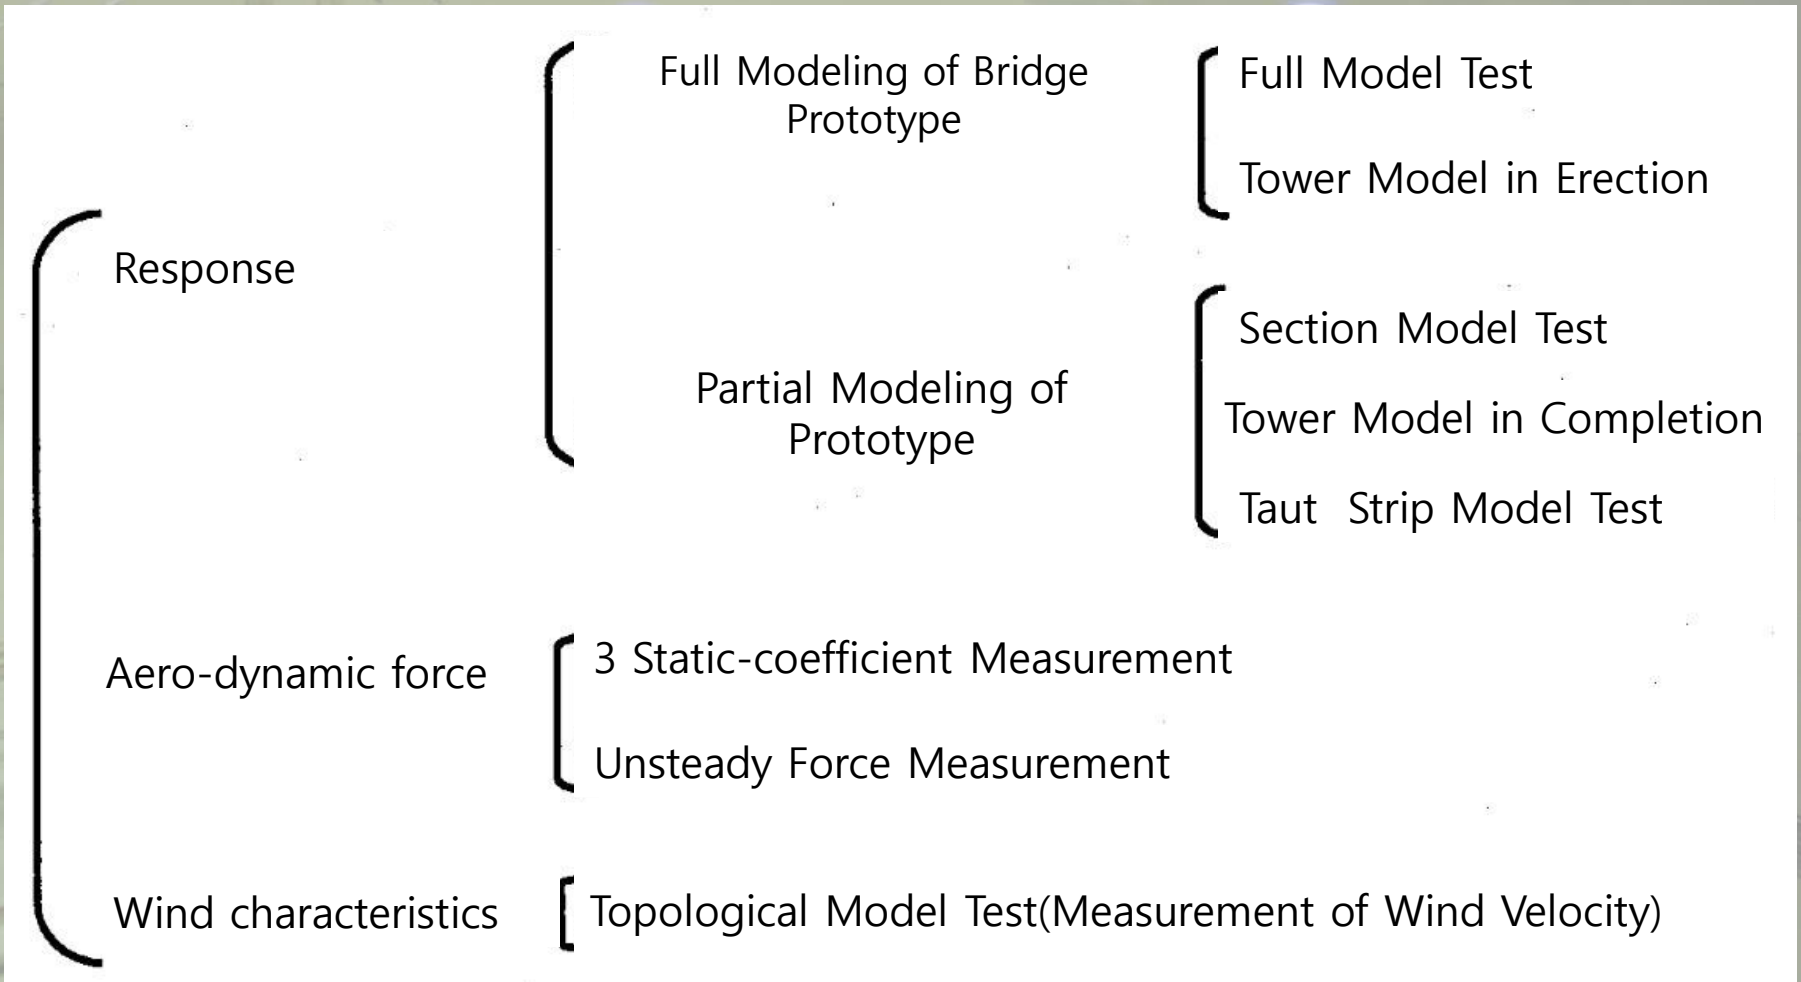 Full Modeling of Bridge
Prototype
Full Model Test
Tower Model in Erection
Response
Partial Modeling of
Prototype
Section Model Test
Tower Model in Completion
Taut Strip Model Test
Aero-dynamic force
3 Static-coefficient Measurement
Unsteady Force Measurement
Wind characteristics
Topological Model Test(Measurement of Wind Velocity)